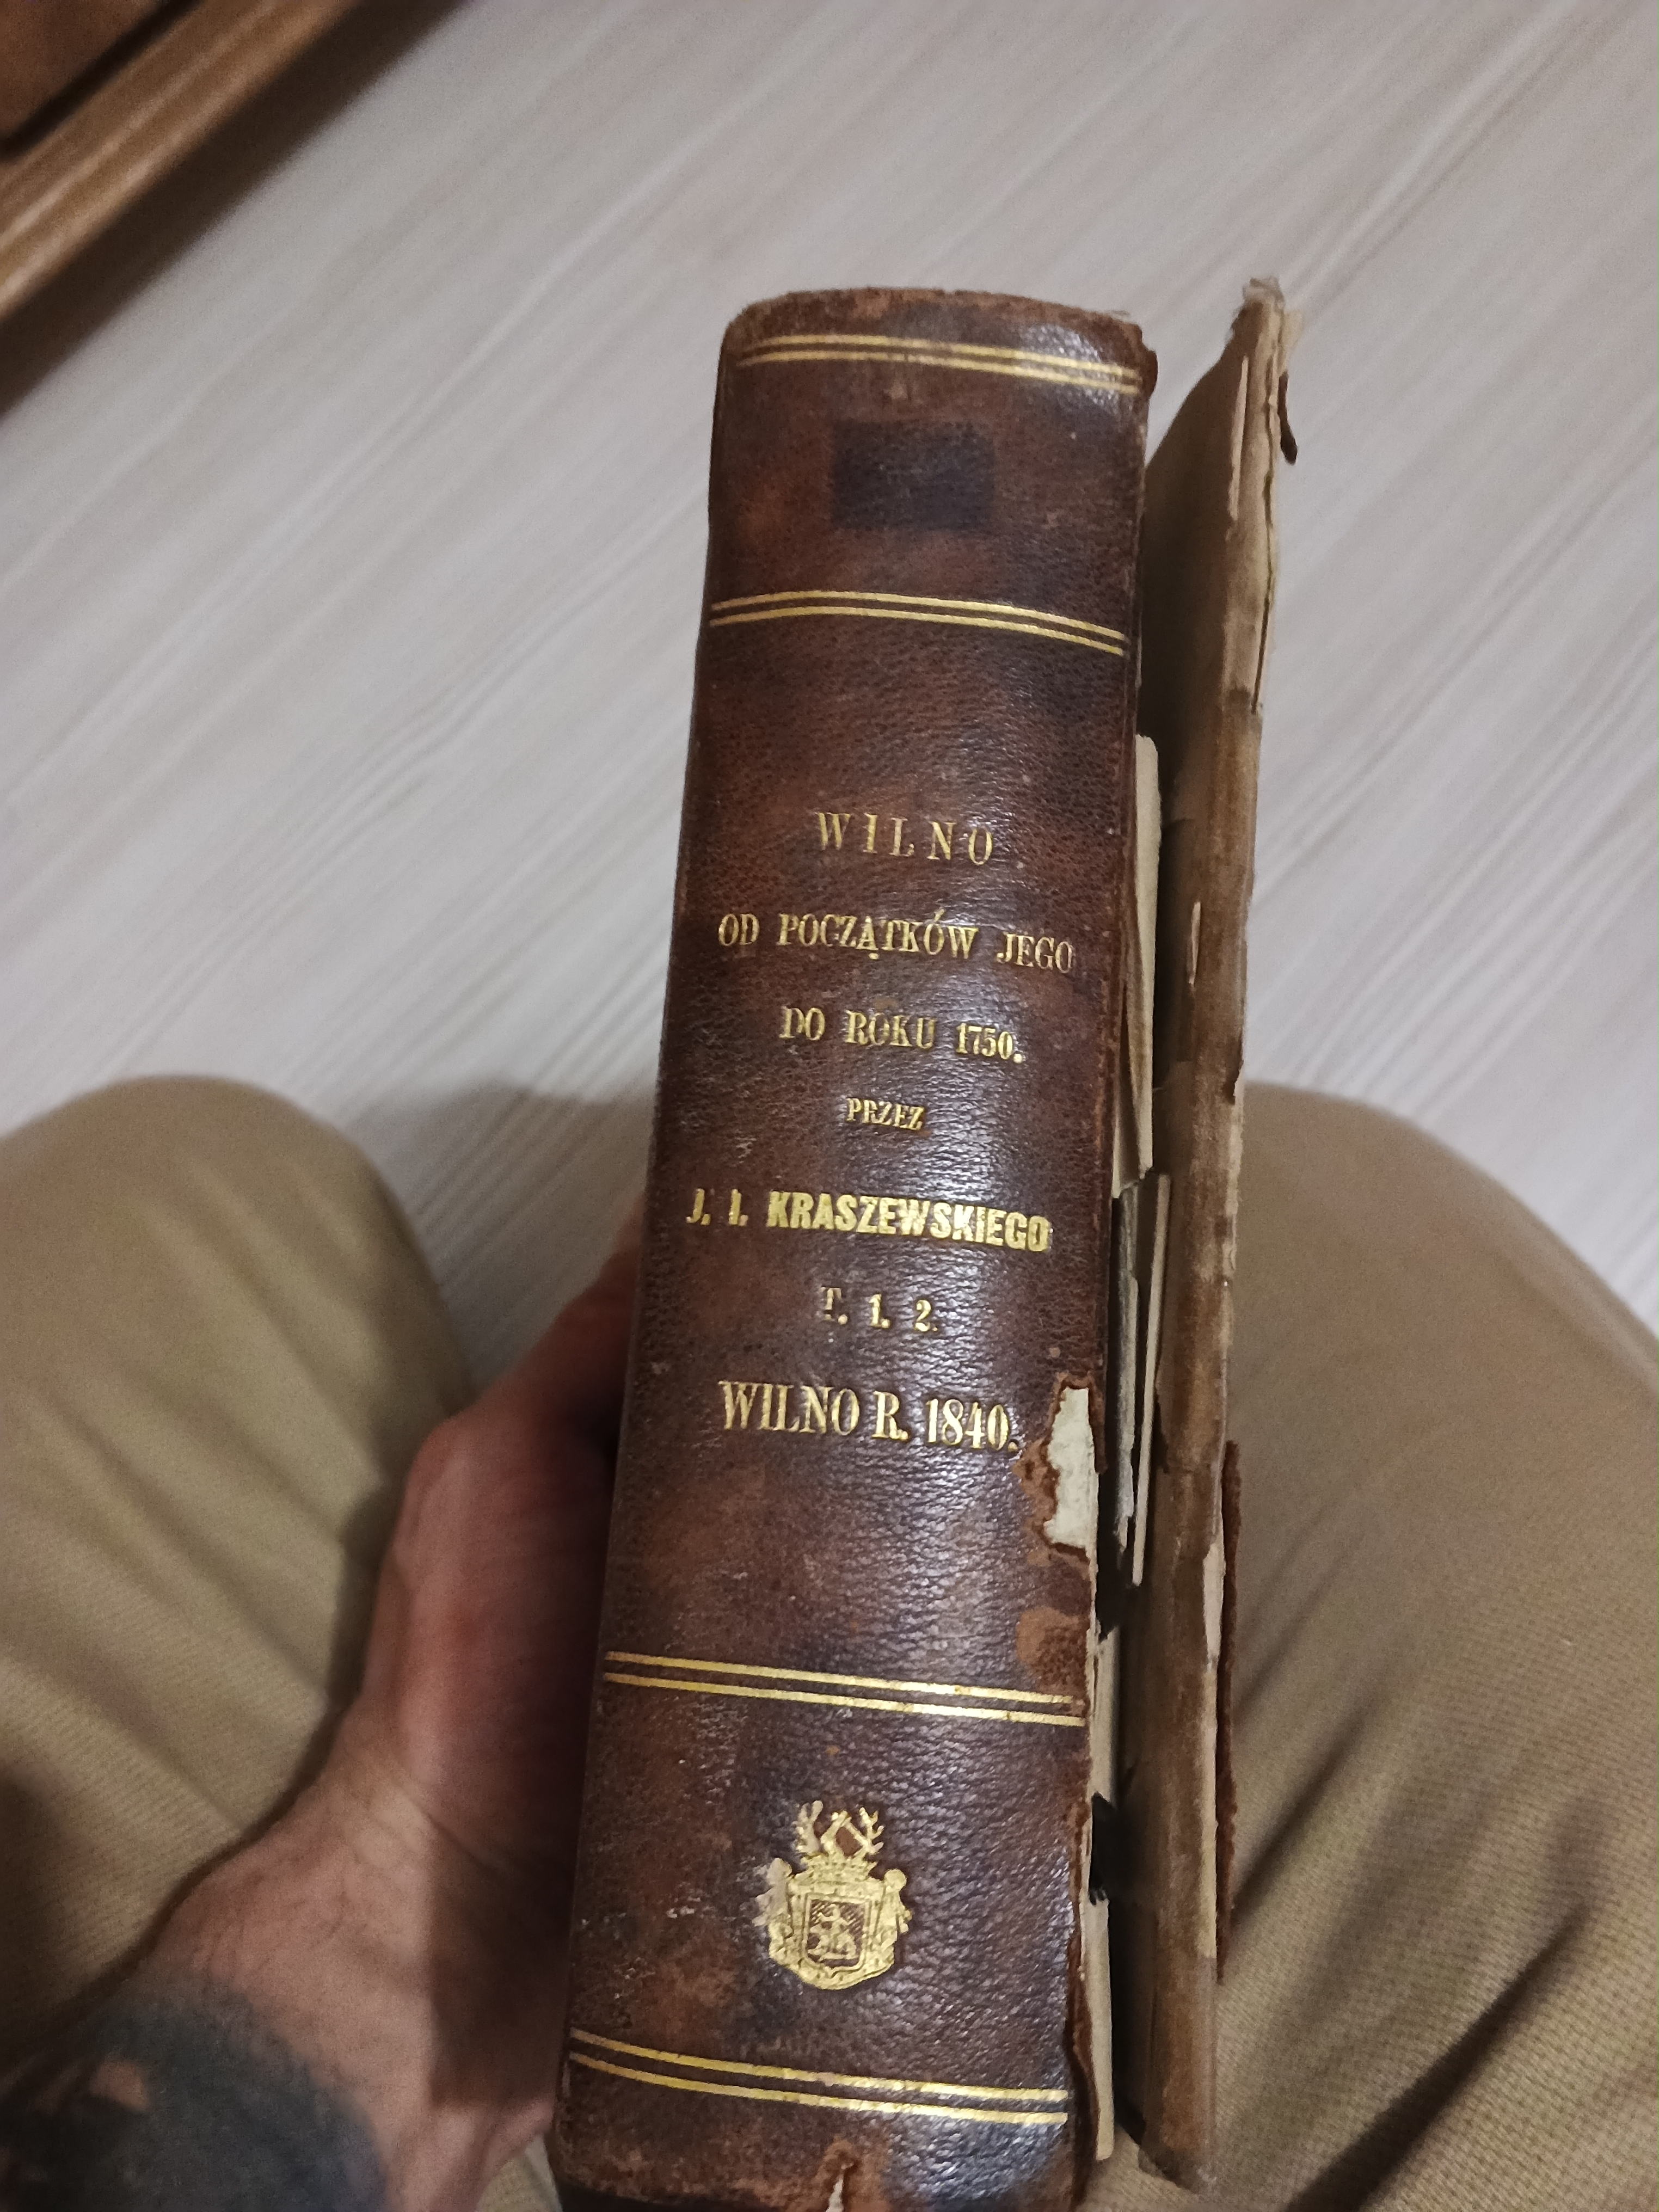 WILNO
OD POCZĄTKÓW JEGO
DO ROKU 1750.
PRZEZ
J. I. KRASZEWSKIEGO
T. 1. 2.
WILNO R. 1840.